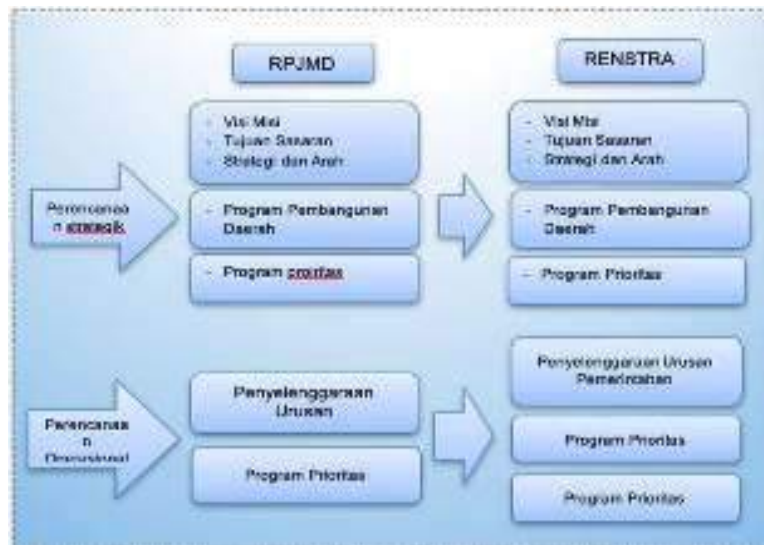 RPJMD
RENSTRA
- Visi Misi
- Tujuan Sasaran
- Strategi dan Arah
- Visi Misi
- Tujuan Sasaran
- Strategi dan Arah
Perencanaa
n strategik
- Program Pembangunan
Daerah
- Program Pembangunan
Daerah
- Program
- Program Prioritas
Penyelenggaraan
Urusan
Penyelenggaraan Urusan
Pemerintahan
Perencanaa
n
Operasional
Program Prioritas
Program Prioritas
Program Prioritas